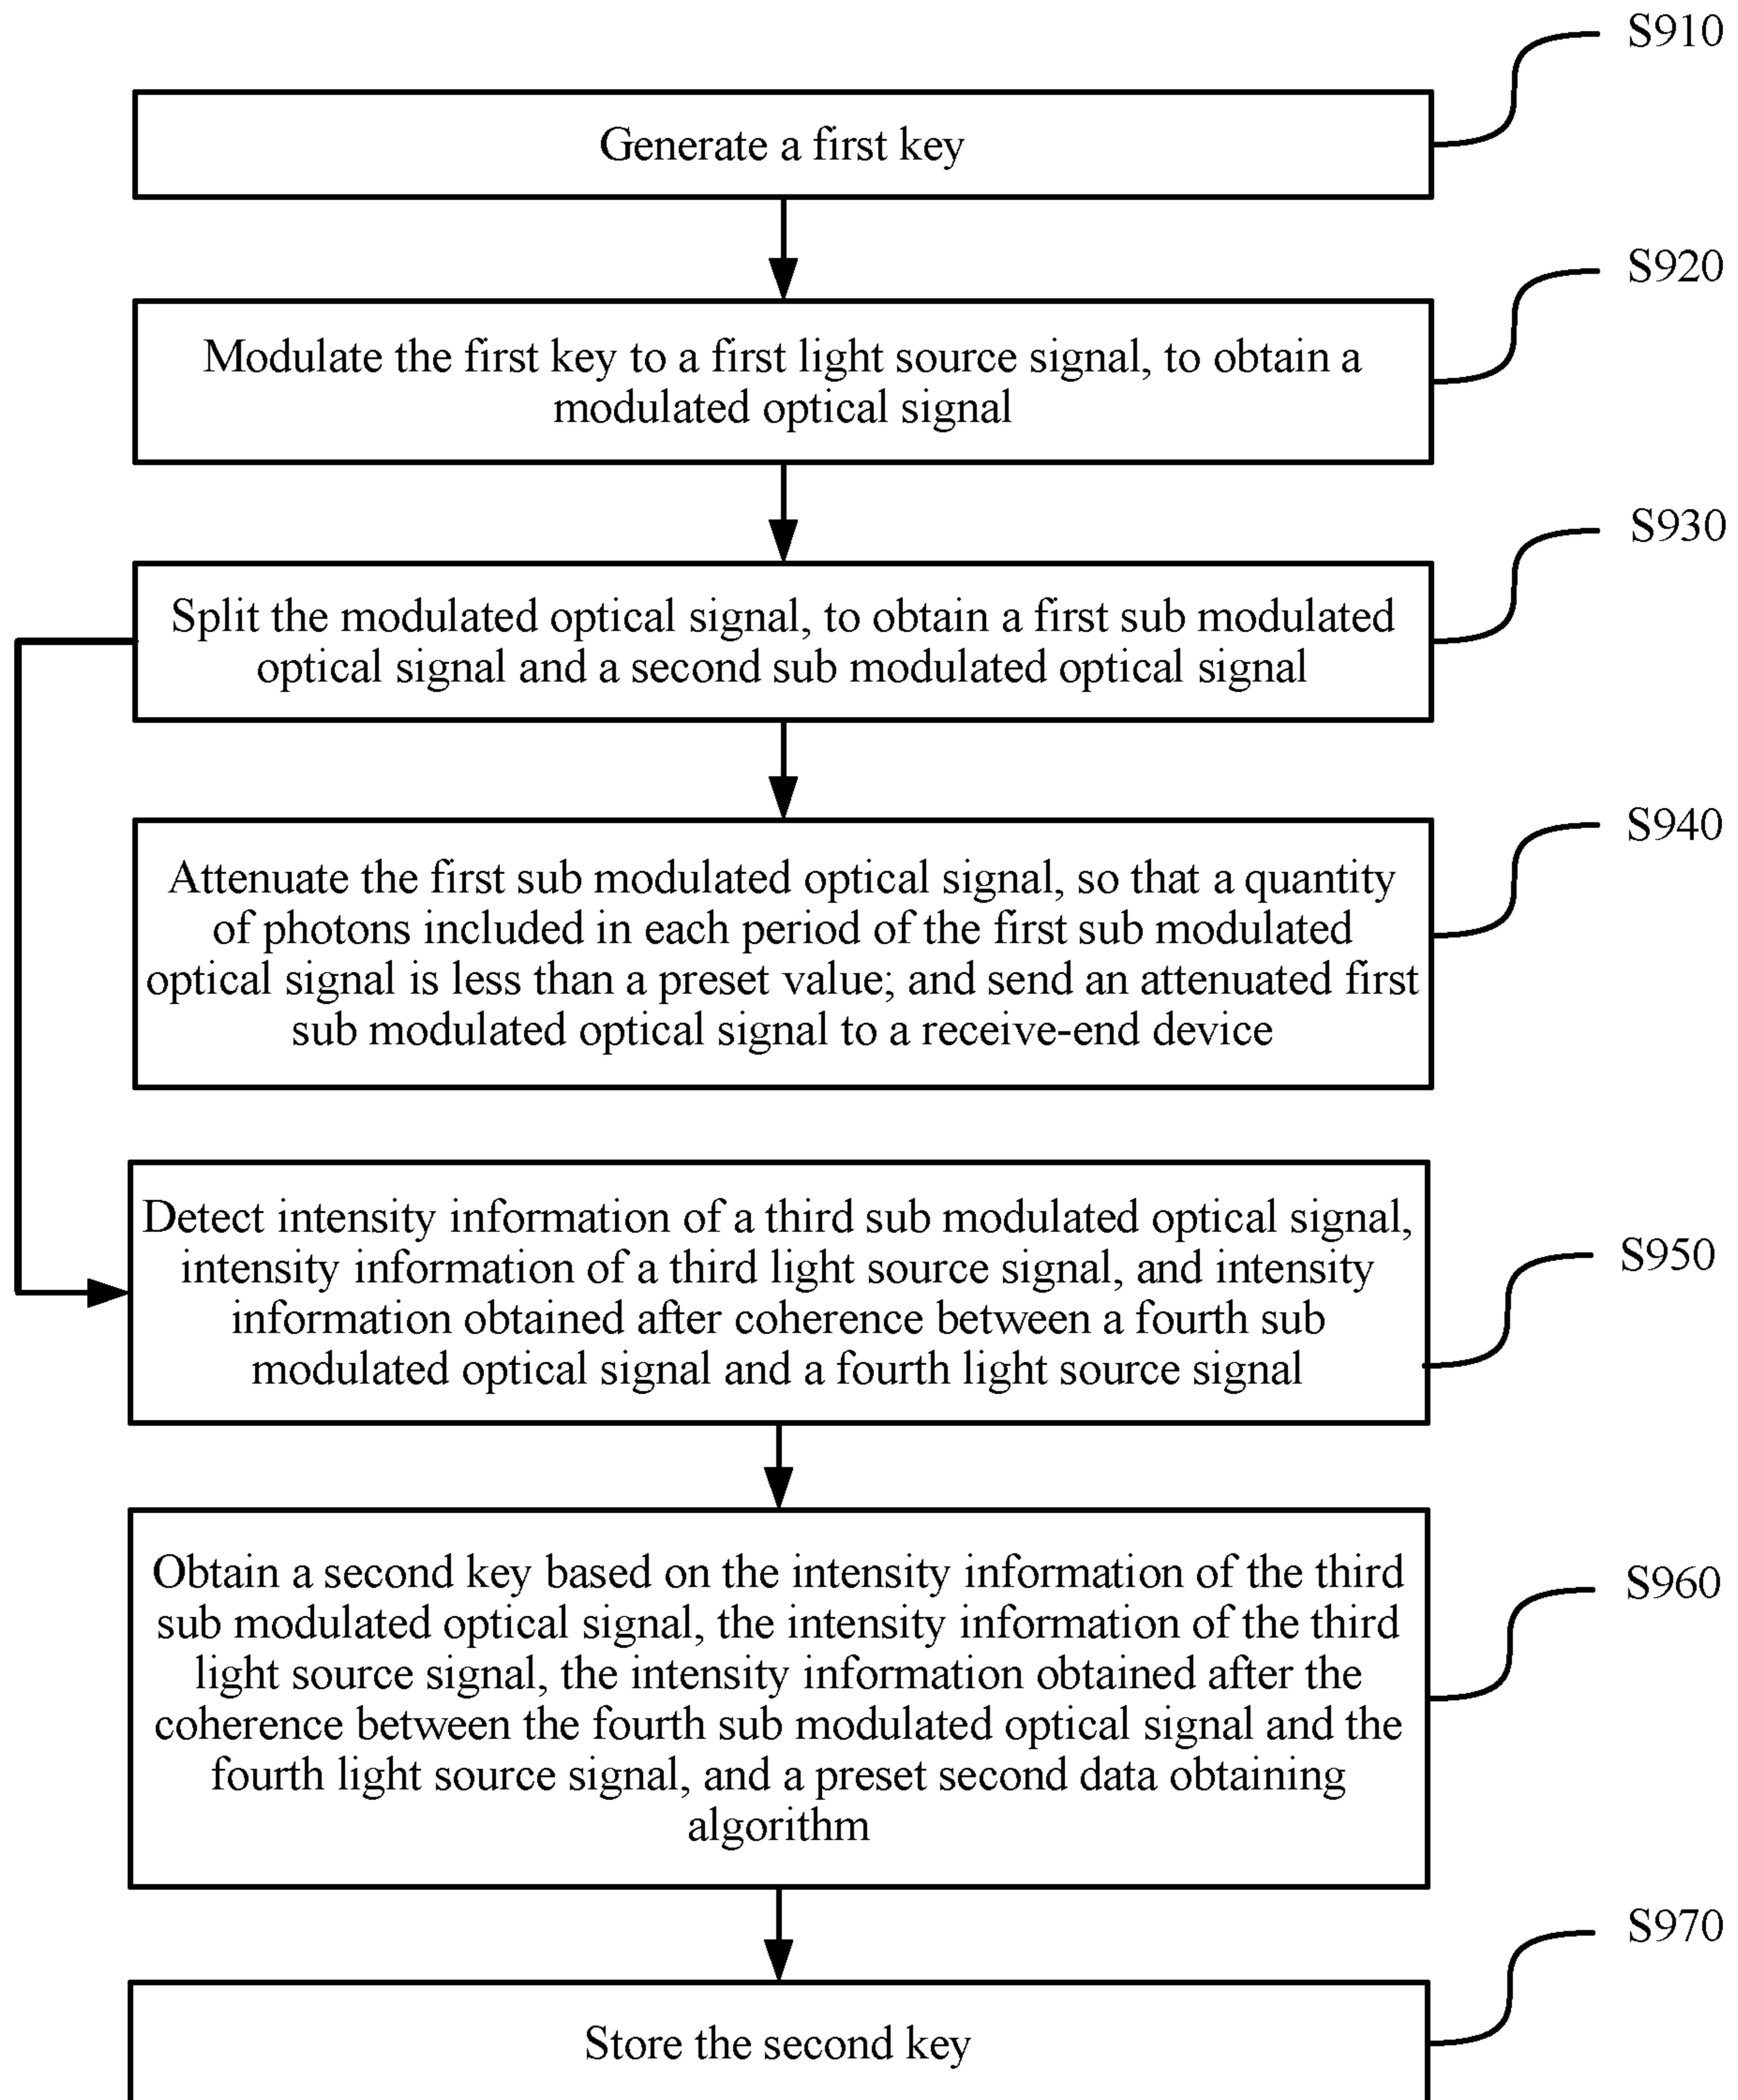 S910
Generate a first key
S920
Modulate the first key to a first light source signal, to obtain a
modulated optical signal
S930
Split the modulated optical signal, to obtain a first sub modulated
optical signal and a second sub modulated optical signal
S940
Attenuate the first sub modulated optical signal, so that a quantity
of photons included in each period of the first sub modulated
optical signal is less than a preset value; and send an attenuated first
sub modulated optical signal to a receive-end device
Detect intensity information of a third sub modulated optical signal,
intensity information of a third light source signal, and intensity
information obtained after coherence between a fourth sub
modulated optical signal and a fourth light source signal
S950
Obtain a second key based on the intensity information of the third
sub modulated optical signal, the intensity information of the third
light source signal, the intensity information obtained after the
coherence between the fourth sub modulated optical signal and the
fourth light source signal, and a preset second data obtaining
algorithm
S960
S970
Store the second key